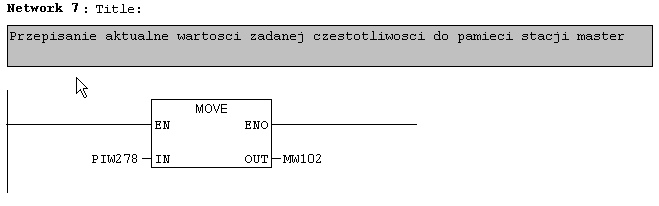 Network 7 : Title:
Przepisanie aktualne wartosci zadanej czestotliwosci do pamieci stacji master
MOVE
EN ENO
PIW278 IN OUT MW102